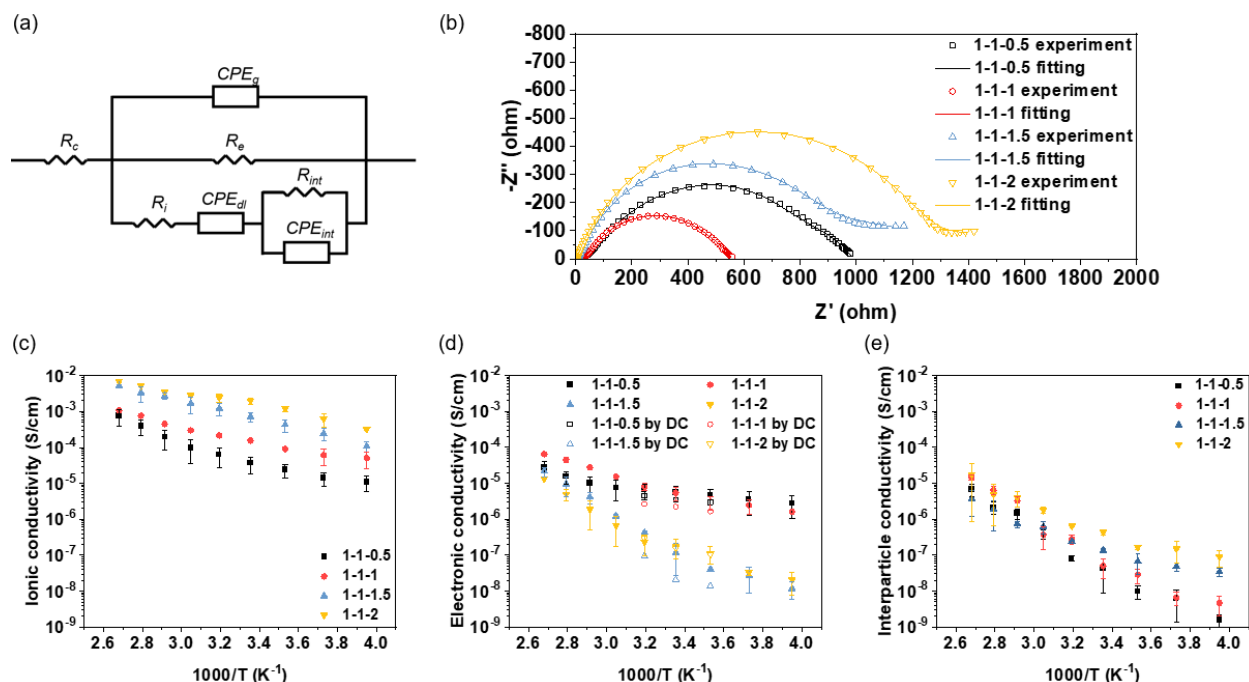 (a)
CPE_g
R_c
R_e
R_int
R_i
CPE_dl
CPE_int
(b)
-Z'' (ohm)
-800
-700
-600
-500
-400
-300
-200
-100
0
0 200 400 600 800 1000 1200 1400 1600 1800 2000
Z' (ohm)
1-1-0.5 experiment
1-1-0.5 fitting
1-1-1 experiment
1-1-1 fitting
1-1-1.5 experiment
1-1-1.5 fitting
1-1-2 experiment
1-1-2 fitting
(c)
Ionic conductivity (S/cm)
10^-2
10^-3
10^-4
10^-5
10^-6
10^-7
10^-8
10^-9
1-1-0.5
1-1-1
1-1-1.5
1-1-2
2.6 2.8 3.0 3.2 3.4 3.6 3.8 4.0
1000/T (K^-1)
(d)
Electronic conductivity (S/cm)
10^-2
10^-3
10^-4
10^-5
10^-6
10^-7
10^-8
10^-9
1-1-0.5 1-1-1
1-1-1.5 1-1-2
1-1-0.5 by DC 1-1-1 by DC
1-1-1.5 by DC 1-1-2 by DC
2.6 2.8 3.0 3.2 3.4 3.6 3.8 4.0
1000/T (K^-1)
(e)
Interparticle conductivity (S/cm)
10^-2
10^-3
10^-4
10^-5
10^-6
10^-7
10^-8
10^-9
1-1-0.5
1-1-1
1-1-1.5
1-1-2
2.6 2.8 3.0 3.2 3.4 3.6 3.8 4.0
1000/T (K^-1)